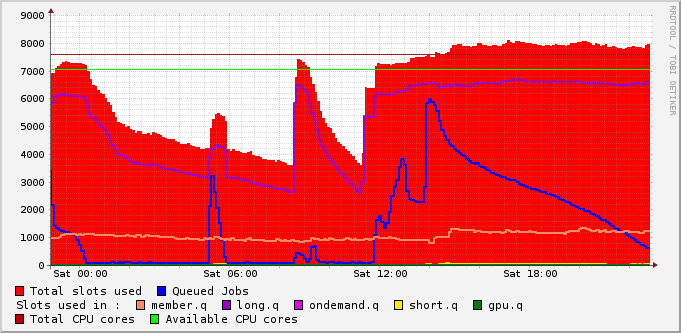 RRDTOOL / TOBI OETIKER
9000
8000
7000
6000
5000
4000
3000
2000
1000
0
Sat 00:00 Sat 06:00 Sat 12:00 Sat 18:00
Total slots used Queued Jobs
Slots used in : member.q long.q ondemand.q short.q gpu.q
Total CPU cores Available CPU cores